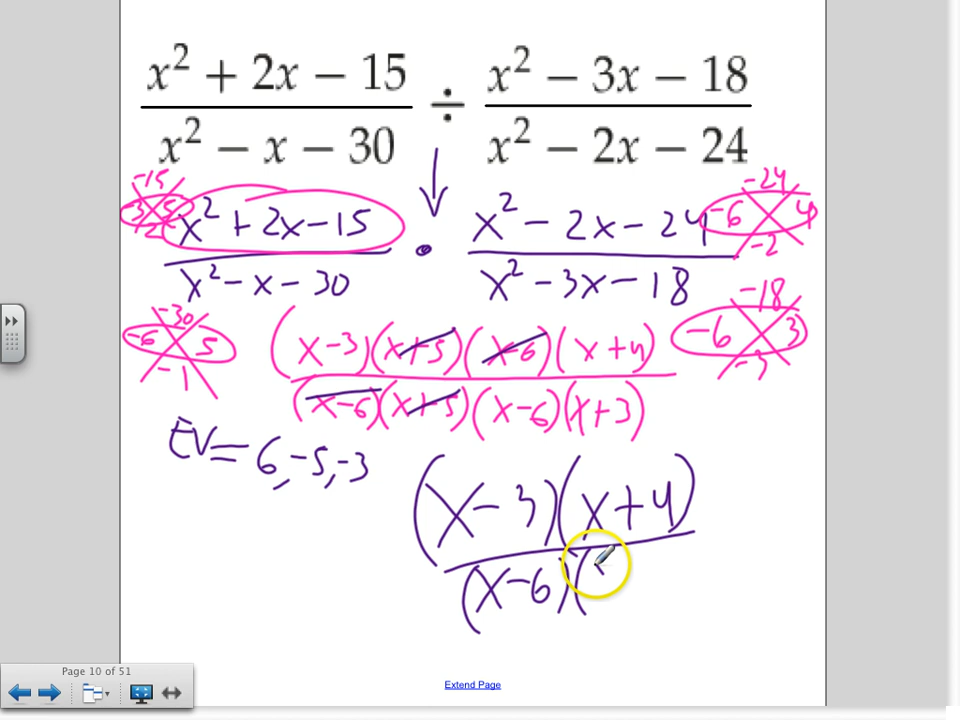 x² + 2x − 15 ÷ x² − 3x − 18
x² − x − 30 x² − 2x − 24
-15
3 5
2
x² + 2x − 15 · x² − 2x − 24
x² − x − 30 x² − 3x − 18
-24
-6 4
-2
-30
-6 5
-1
-18
-6 3
-3
(x−3)(x+5)(x−6)(x+4)
(x−6)(x+5)(x−6)(x+3)
EV= 6, -5, -3
(x−3)(x+4)
(x−6)(
Page 10 of 51
Extend Page